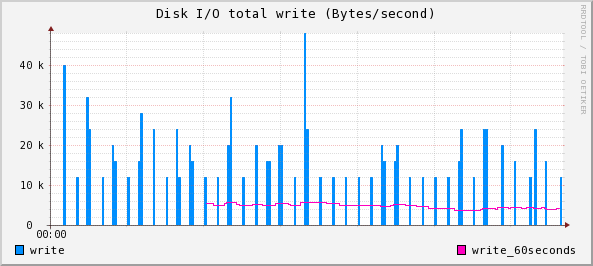 Disk I/O total write (Bytes/second)
RRDTOOL / TOBI OETIKER
40 k
30 k
20 k
10 k
0
00:00
write
write_60seconds